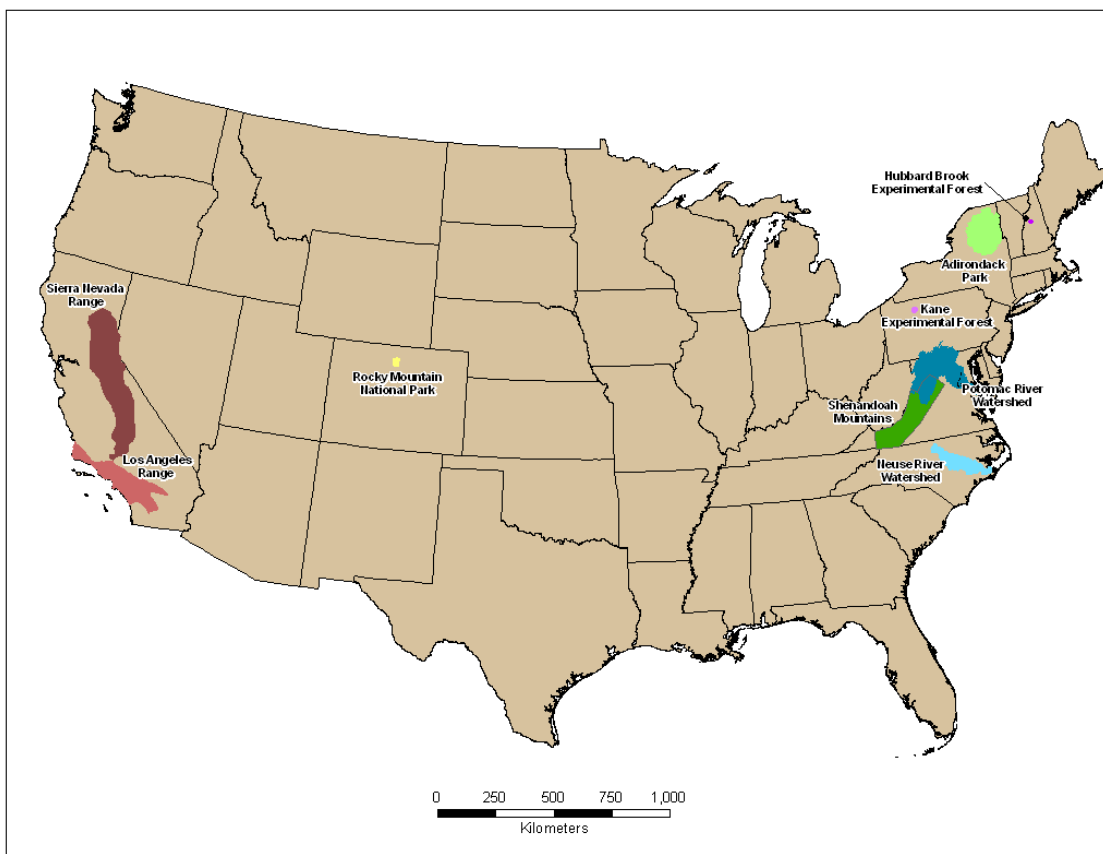 Hubbard Brook
Experimental Forest
Adirondack
Park
Sierra Nevada
Range
Kane
Experimental Forest
Rocky Mountain
National Park
Potomac River
Watershed
Shenandoah
Mountains
Los Angeles
Range
Neuse River
Watershed
0 250 500 750 1,000
Kilometers